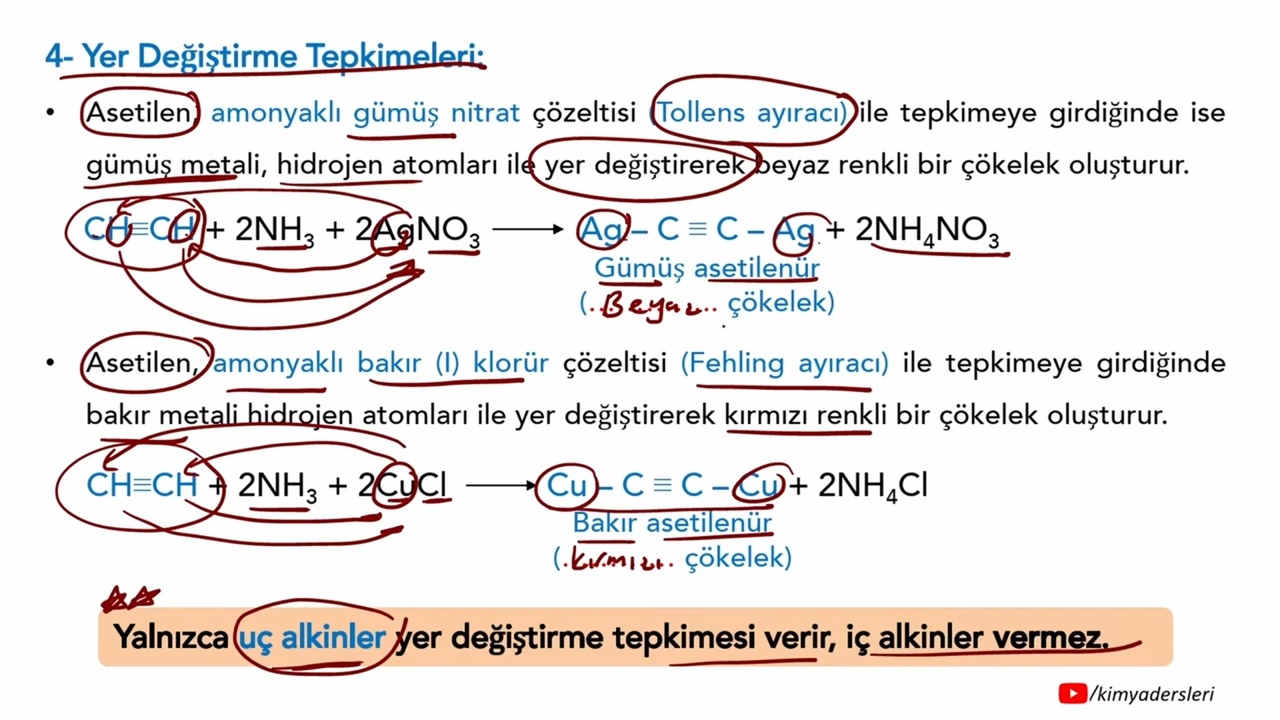 4- Yer Değiştirme Tepkimeleri:
• Asetilen, amonyaklı gümüş nitrat çözeltisi (Tollens ayıracı) ile tepkimeye girdiğinde ise
gümüş metali, hidrojen atomları ile yer değiştirerek beyaz renkli bir çökelek oluşturur.
CH≡CH + 2NH₃ + 2AgNO₃ ⟶ Ag – C ≡ C – Ag + 2NH₄NO₃
Gümüş asetilenür
(..Beyaz... çökelek)
• Asetilen, amonyaklı bakır (I) klorür çözeltisi (Fehling ayıracı) ile tepkimeye girdiğinde
bakır metali hidrojen atomları ile yer değiştirerek kırmızı renkli bir çökelek oluşturur.
CH≡CH + 2NH₃ + 2CuCl ⟶ Cu – C ≡ C – Cu + 2NH₄Cl
Bakır asetilenür
(.kırmızı. çökelek)
Yalnızca uç alkinler yer değiştirme tepkimesi verir, iç alkinler vermez.
/kimyadersleri